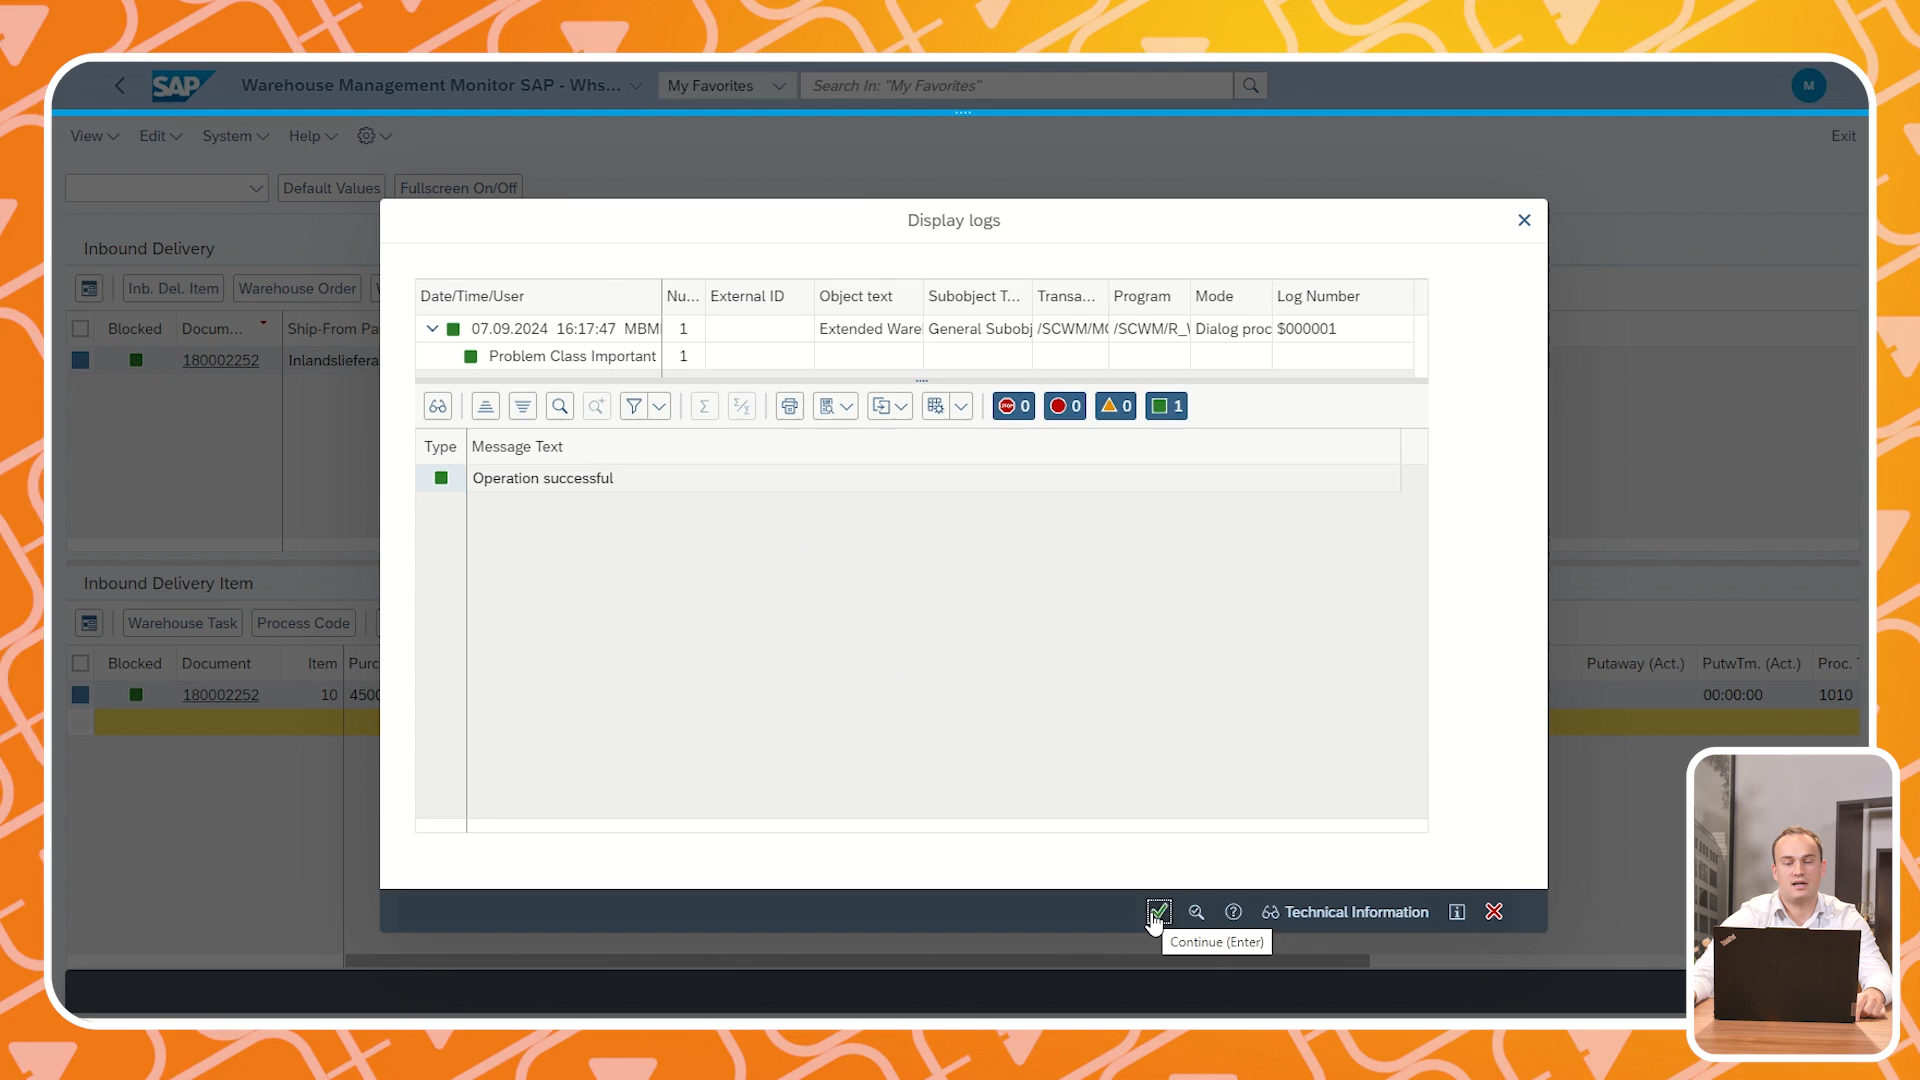 SAP
Warehouse Management Monitor SAP - Whs...
My Favorites
Search In: "My Favorites"
M
View
Edit
System
Help
Exit
Default Values
Fullscreen On/Off
Display logs
Inbound Delivery
Inb. Del. Item
Warehouse Order
Blocked
Docum...
Ship-From Pa
180002252
Inlandsliefera
Date/Time/User
Nu...
External ID
Object text
Subobject T...
Transa...
Program
Mode
Log Number
07.09.2024 16:17:47 MBM
1
Extended Ware
General Subobj
/SCWM/M
/SCWM/R_
Dialog proc
$000001
Problem Class Important
1
STOP
0
0
0
1
Type
Message Text
Operation successful
Inbound Delivery Item
Warehouse Task
Process Code
Blocked
Document
Item
Purc
Putaway (Act.)
PutwTm. (Act.)
Proc.
180002252
10
4500
00:00:00
1010
Technical Information
Continue (Enter)
ThinkPad